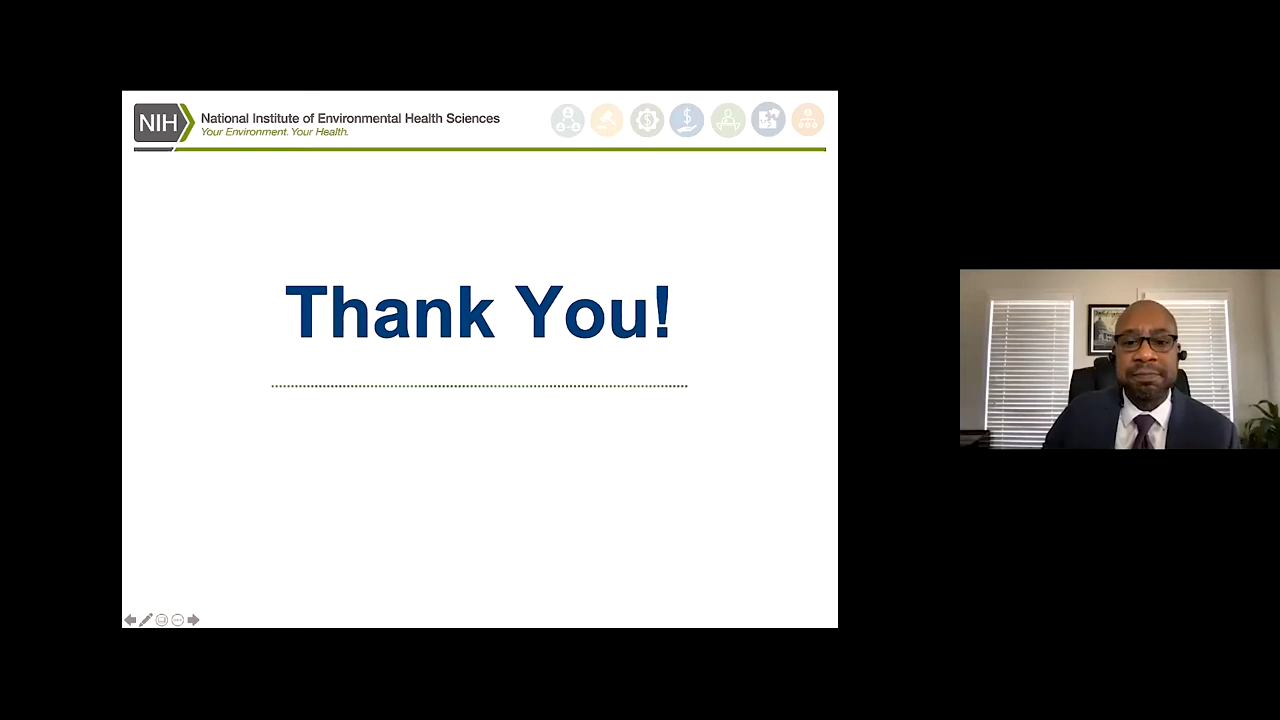 NIH
National Institute of Environmental Health Sciences
Your Environment. Your Health.
Thank You!